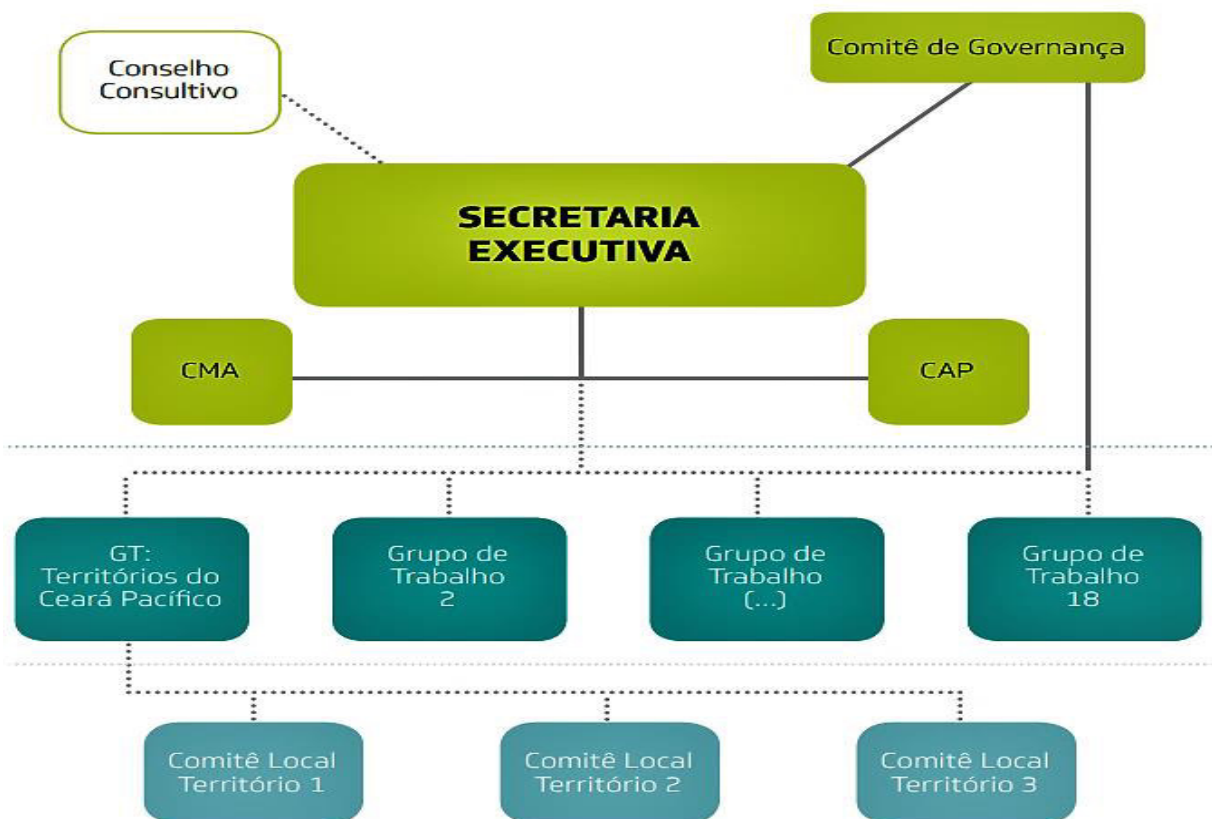 Comitê de Governança
Conselho
Consultivo
SECRETARIA
EXECUTIVA
CMA
CAP
GT:
Territórios do
Ceará Pacífico
Grupo de
Trabalho
2
Grupo de
Trabalho
(...)
Grupo de
Trabalho
18
Comitê Local
Território 1
Comitê Local
Território 2
Comitê Local
Território 3